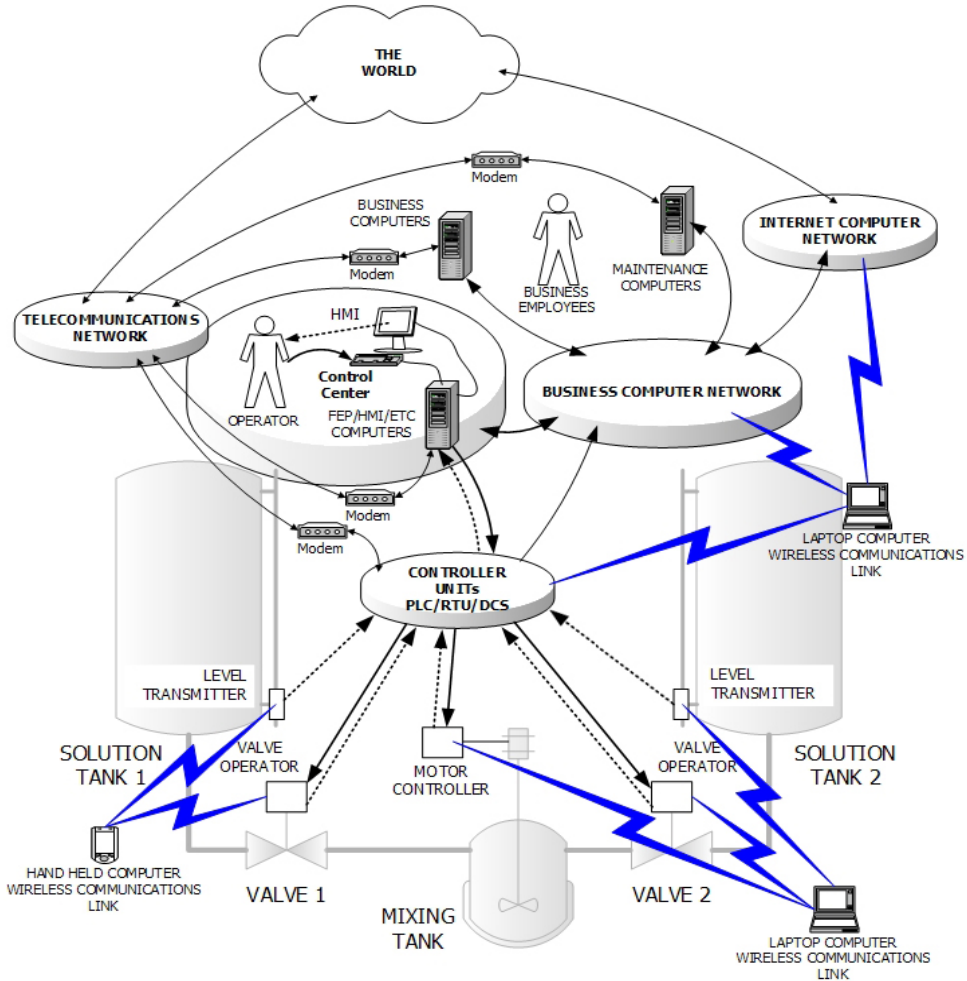 THE
WORLD
Modem
BUSINESS
COMPUTERS
INTERNET COMPUTER
NETWORK
Modem
BUSINESS
EMPLOYEES
MAINTENANCE
COMPUTERS
TELECOMMUNICATIONS
NETWORK
HMI
Control
Center
OPERATOR
FEP/HMI/ETC
COMPUTERS
BUSINESS COMPUTER NETWORK
Modem
Modem
LAPTOP COMPUTER
WIRELESS COMMUNICATIONS
LINK
CONTROLLER
UNITs
PLC/RTU/DCS
LEVEL
TRANSMITTER
LEVEL
TRANSMITTER
SOLUTION
TANK 1
VALVE
OPERATOR
MOTOR
CONTROLLER
VALVE
OPERATOR
SOLUTION
TANK 2
HAND HELD COMPUTER
WIRELESS COMMUNICATIONS
LINK
VALVE 1
MIXING
TANK
VALVE 2
LAPTOP COMPUTER
WIRELESS COMMUNICATIONS
LINK